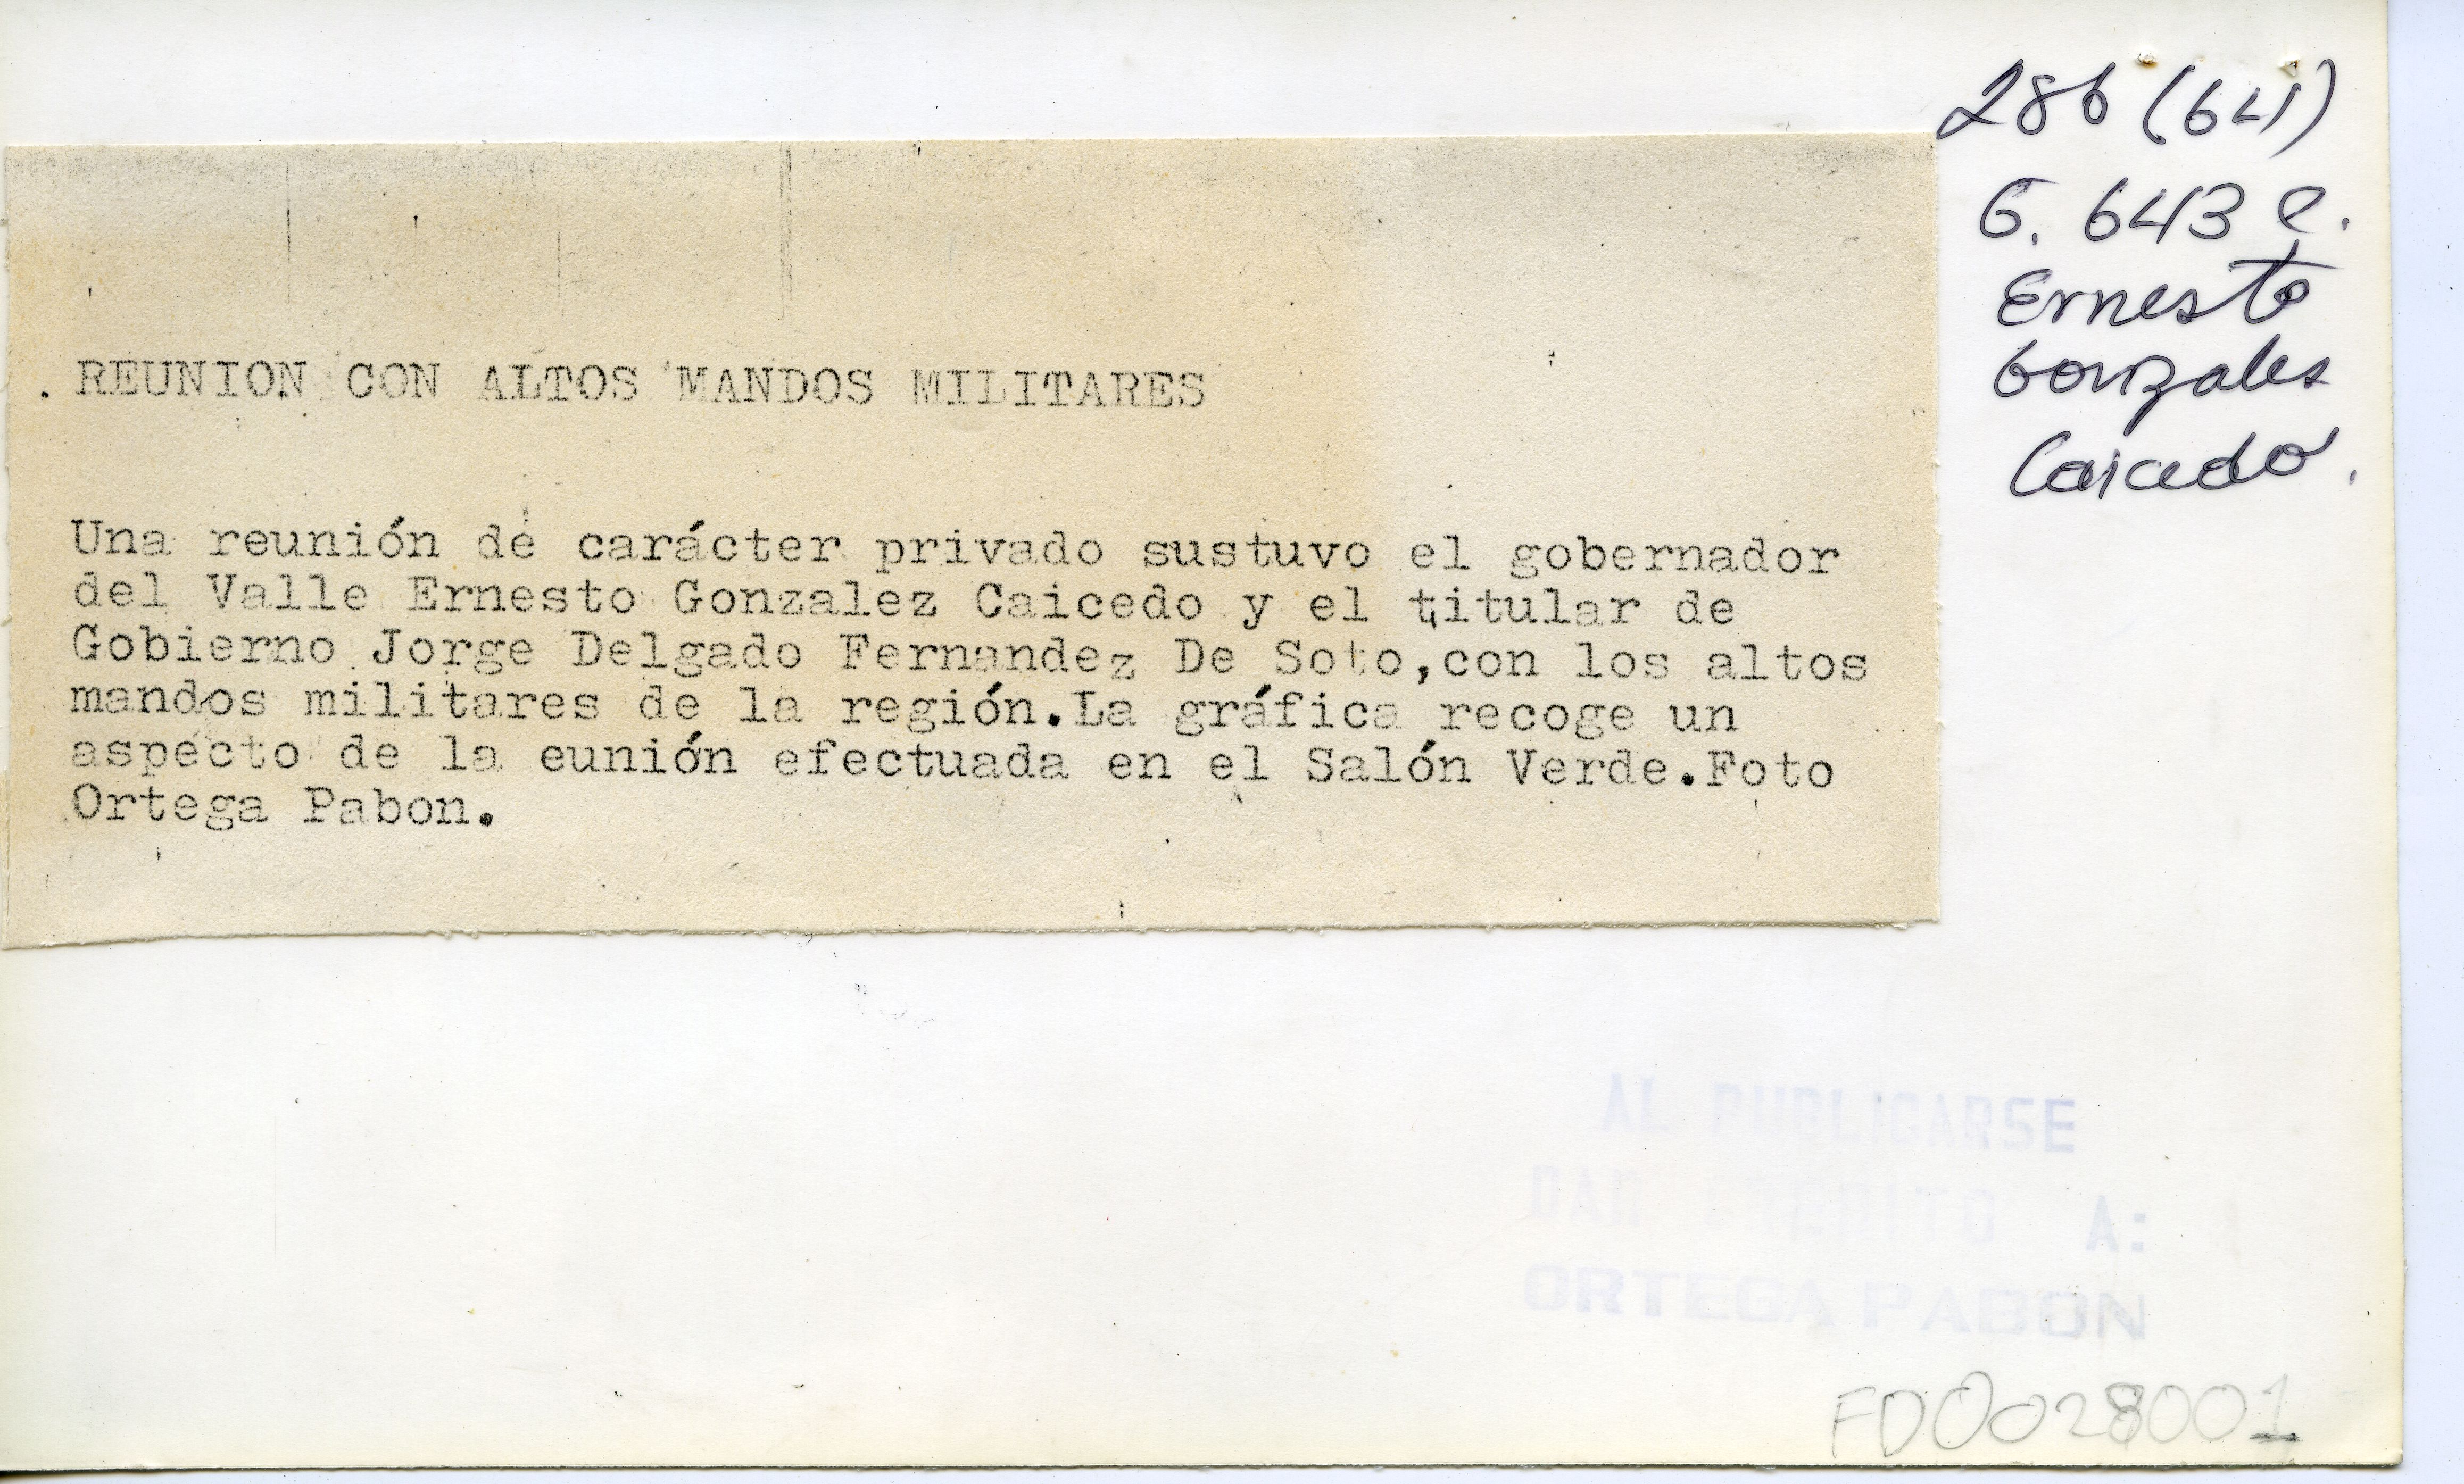 286 (64)
G. 643 e.
Ernesto
Gonzales
Caicedo.
. REUNION CON ALTOS MANDOS MILITARES
Una reunión de carácter privado sustuvo el gobernador
del Valle Ernesto Gonzalez Caicedo y el titular de
Gobierno Jorge Delgado Fernandez De Soto,con los altos
mandos militares de la región.La gráfica recoge un
aspecto de la eunión efectuada en el Salón Verde.Foto
Ortega Pabon.
AL PUBLICARSE
DAR CREDITO A:
ORTEGA PABON
FD0028001